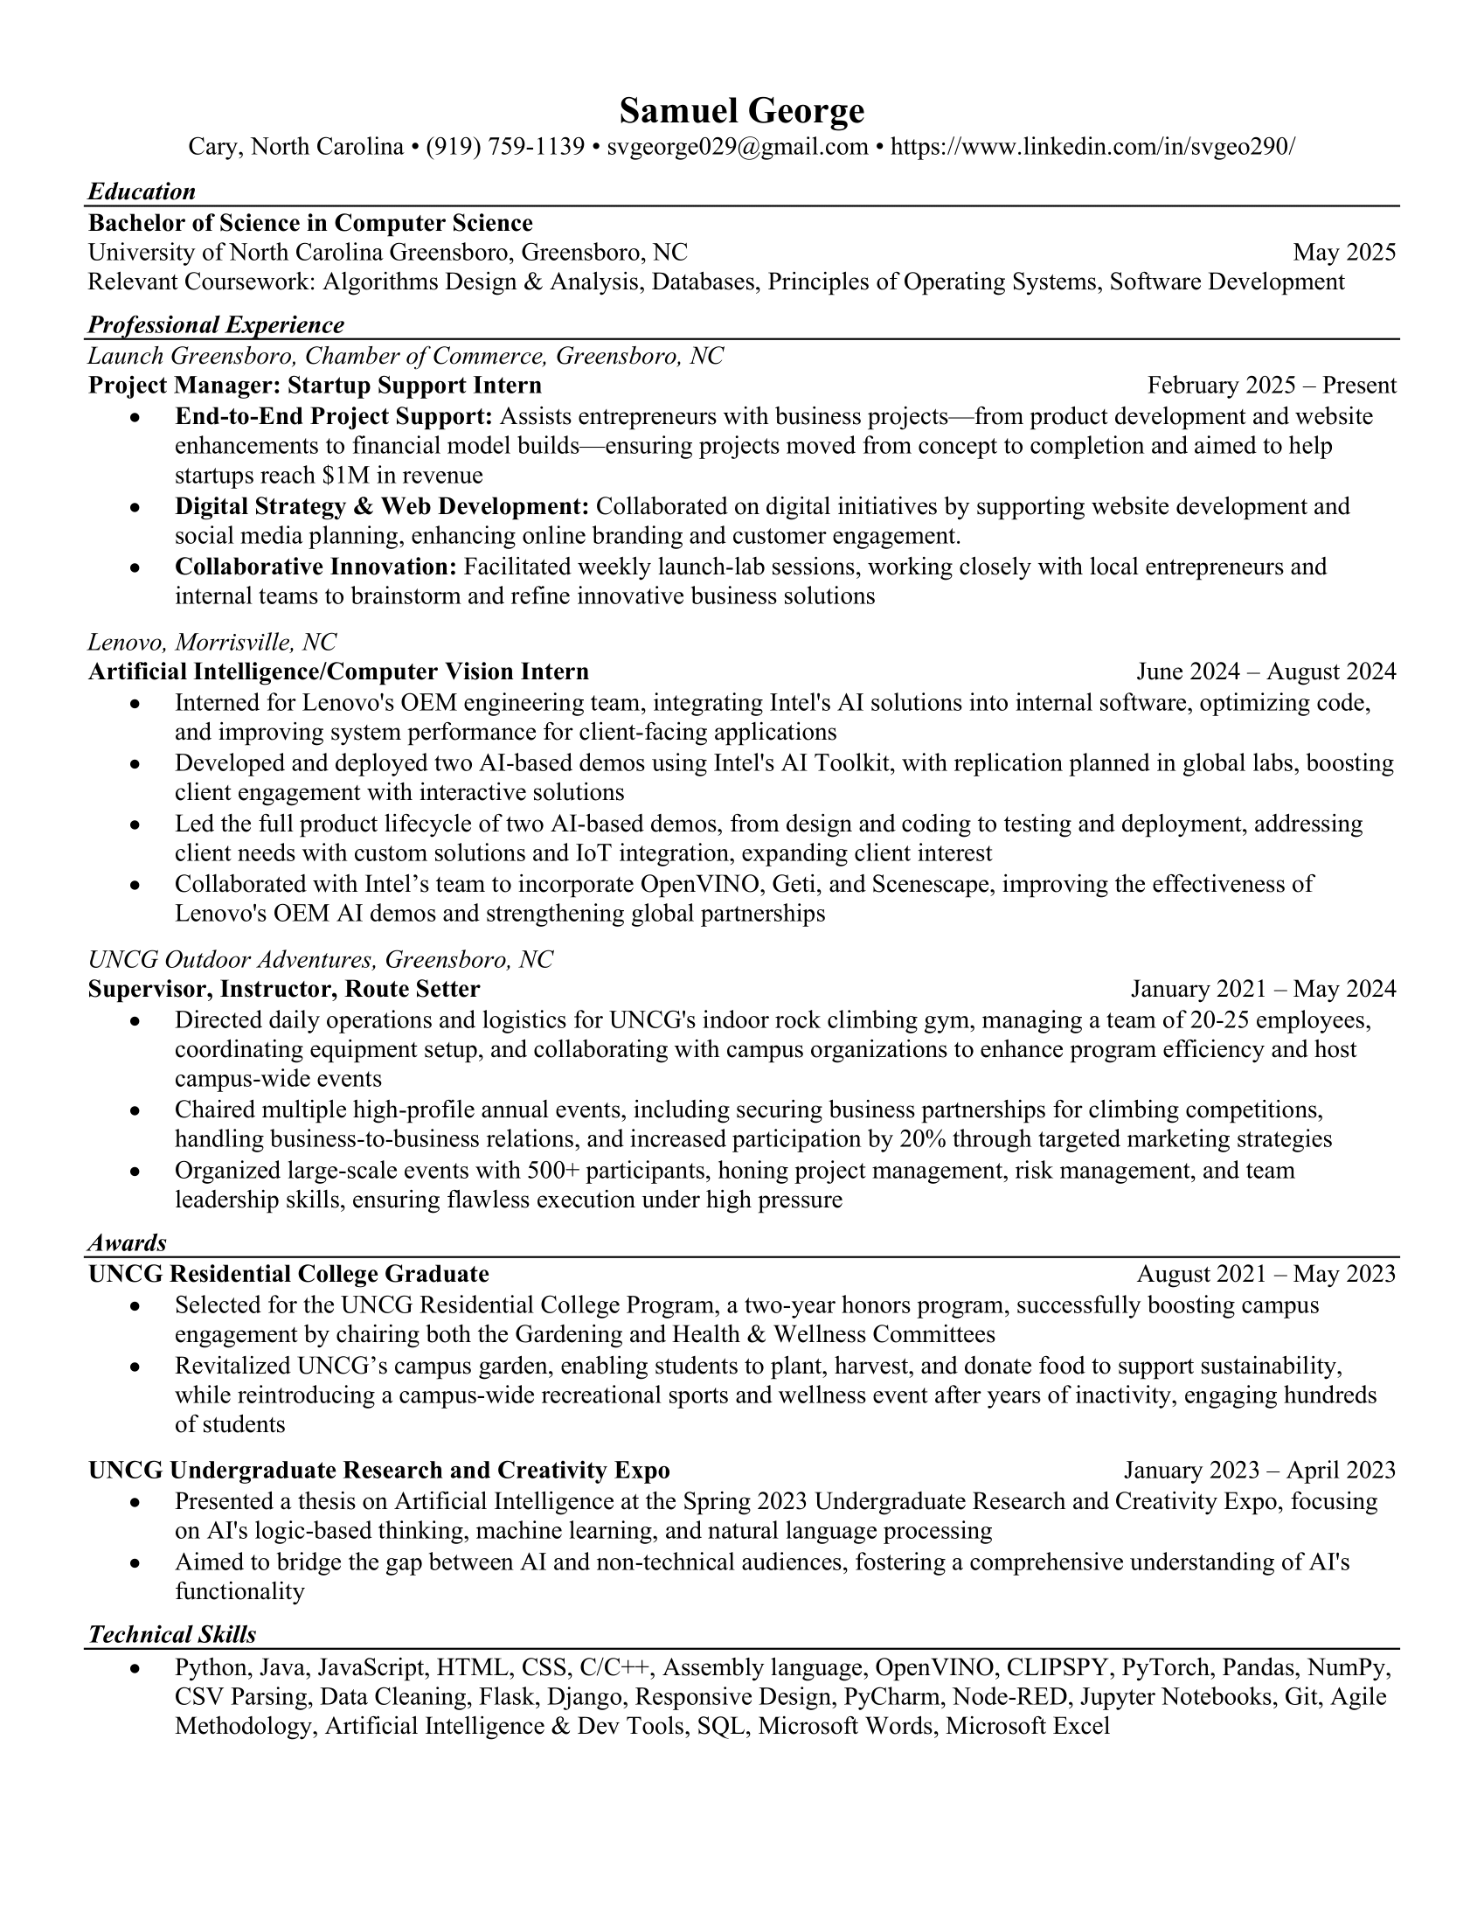 Samuel George
Cary, North Carolina • (919) 759-1139 • svgeorge029@gmail.com • https://www.linkedin.com/in/svgeo290/
Education
Bachelor of Science in Computer Science
University of North Carolina Greensboro, Greensboro, NC May 2025
Relevant Coursework: Algorithms Design & Analysis, Databases, Principles of Operating Systems, Software Development
Professional Experience
Launch Greensboro, Chamber of Commerce, Greensboro, NC
Project Manager: Startup Support Intern February 2025 – Present
• End-to-End Project Support: Assists entrepreneurs with business projects—from product development and website
enhancements to financial model builds—ensuring projects moved from concept to completion and aimed to help
startups reach $1M in revenue
• Digital Strategy & Web Development: Collaborated on digital initiatives by supporting website development and
social media planning, enhancing online branding and customer engagement.
• Collaborative Innovation: Facilitated weekly launch-lab sessions, working closely with local entrepreneurs and
internal teams to brainstorm and refine innovative business solutions
Lenovo, Morrisville, NC
Artificial Intelligence/Computer Vision Intern June 2024 – August 2024
• Interned for Lenovo's OEM engineering team, integrating Intel's AI solutions into internal software, optimizing code,
and improving system performance for client-facing applications
• Developed and deployed two AI-based demos using Intel's AI Toolkit, with replication planned in global labs, boosting
client engagement with interactive solutions
• Led the full product lifecycle of two AI-based demos, from design and coding to testing and deployment, addressing
client needs with custom solutions and IoT integration, expanding client interest
• Collaborated with Intel’s team to incorporate OpenVINO, Geti, and Scenescape, improving the effectiveness of
Lenovo's OEM AI demos and strengthening global partnerships
UNCG Outdoor Adventures, Greensboro, NC
Supervisor, Instructor, Route Setter January 2021 – May 2024
• Directed daily operations and logistics for UNCG's indoor rock climbing gym, managing a team of 20-25 employees,
coordinating equipment setup, and collaborating with campus organizations to enhance program efficiency and host
campus-wide events
• Chaired multiple high-profile annual events, including securing business partnerships for climbing competitions,
handling business-to-business relations, and increased participation by 20% through targeted marketing strategies
• Organized large-scale events with 500+ participants, honing project management, risk management, and team
leadership skills, ensuring flawless execution under high pressure
Awards
UNCG Residential College Graduate August 2021 – May 2023
• Selected for the UNCG Residential College Program, a two-year honors program, successfully boosting campus
engagement by chairing both the Gardening and Health & Wellness Committees
• Revitalized UNCG’s campus garden, enabling students to plant, harvest, and donate food to support sustainability,
while reintroducing a campus-wide recreational sports and wellness event after years of inactivity, engaging hundreds
of students
UNCG Undergraduate Research and Creativity Expo January 2023 – April 2023
• Presented a thesis on Artificial Intelligence at the Spring 2023 Undergraduate Research and Creativity Expo, focusing
on AI's logic-based thinking, machine learning, and natural language processing
• Aimed to bridge the gap between AI and non-technical audiences, fostering a comprehensive understanding of AI's
functionality
Technical Skills
• Python, Java, JavaScript, HTML, CSS, C/C++, Assembly language, OpenVINO, CLIPSPY, PyTorch, Pandas, NumPy,
CSV Parsing, Data Cleaning, Flask, Django, Responsive Design, PyCharm, Node-RED, Jupyter Notebooks, Git, Agile
Methodology, Artificial Intelligence & Dev Tools, SQL, Microsoft Words, Microsoft Excel